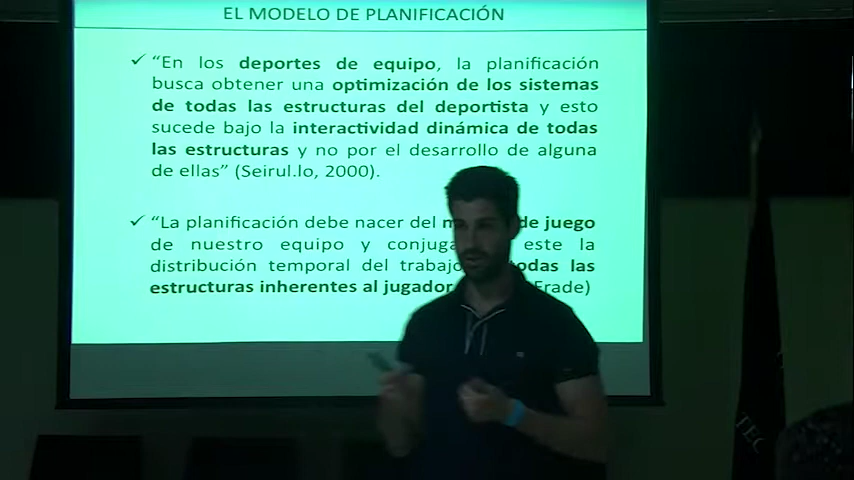 EL MODELO DE PLANIFICACIÓN
✓ “En los deportes de equipo, la planificación
busca obtener una optimización de los sistemas
de todas las estructuras del deportista y esto
sucede bajo la interactividad dinámica de todas
las estructuras y no por el desarrollo de alguna
de ellas” (Seirul.lo, 2000).
✓ “La planificación debe nacer del de juego
de nuestro equipo y este la
distribución temporal del trabajo todas las
estructuras inherentes al jugador Frade)
TEC